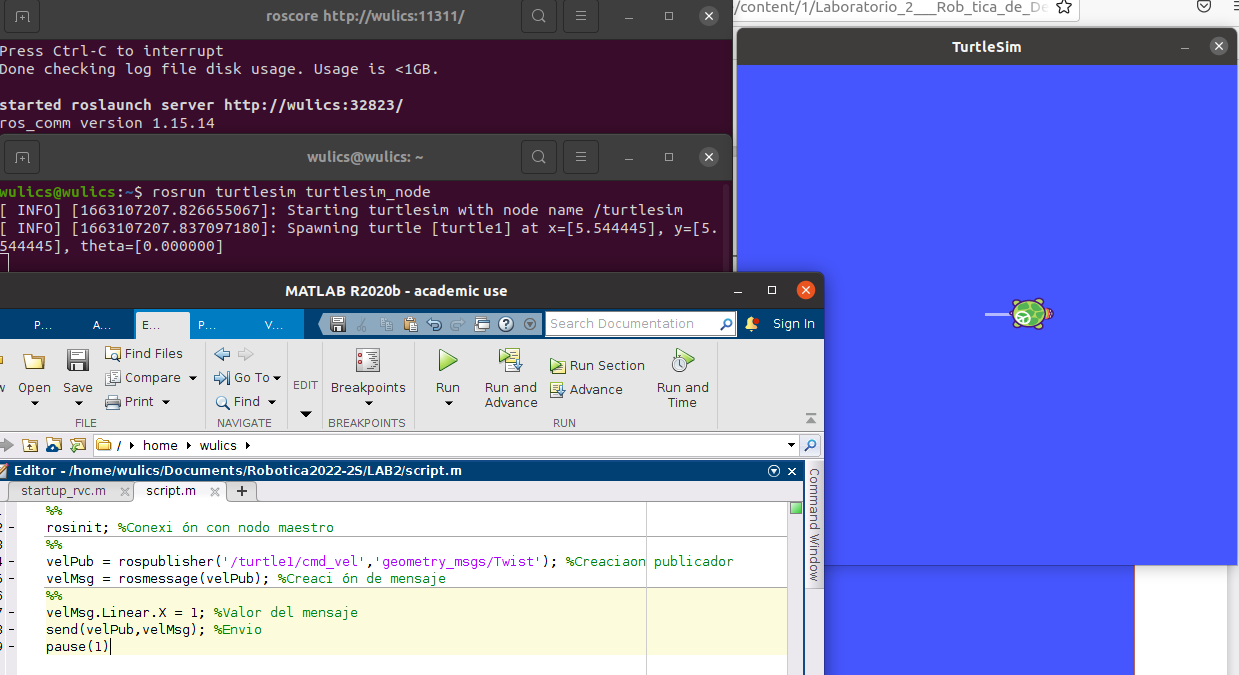 roscore http://wulics:11311/
Press Ctrl-C to interrupt
Done checking log file disk usage. Usage is <1GB.
started roslaunch server http://wulics:32823/
ros_comm version 1.15.14
/content/1/Laboratorio_2___Rob_tica_de_De
TurtleSim
wulics@wulics: ~
wulics@wulics:~$ rosrun turtlesim turtlesim_node
[ INFO] [1663107207.826655067]: Starting turtlesim with node name /turtlesim
[ INFO] [1663107207.837097180]: Spawning turtle [turtle1] at x=[5.544445], y=[5.
544445], theta=[0.000000]
MATLAB R2020b - academic use
P... A... E... P... V...
Search Documentation
Sign In
Open Save
Find Files
Compare
Print
FILE
Go To
Find
NAVIGATE
EDIT
Breakpoints
BREAKPOINTS
Run
Run and
Advance
Run Section
Advance
Run and
Time
RUN
/ home wulics
Editor - /home/wulics/Documents/Robotica2022-2S/LAB2/script.m
startup_rvc.m script.m
Command Window
%%
rosinit; %Conexi ón con nodo maestro
%%
velPub = rospublisher('/turtle1/cmd_vel','geometry_msgs/Twist'); %Creaciaon publicador
velMsg = rosmessage(velPub); %Creaci ón de mensaje
%%
velMsg.Linear.X = 1; %Valor del mensaje
send(velPub,velMsg); %Envio
pause(1)